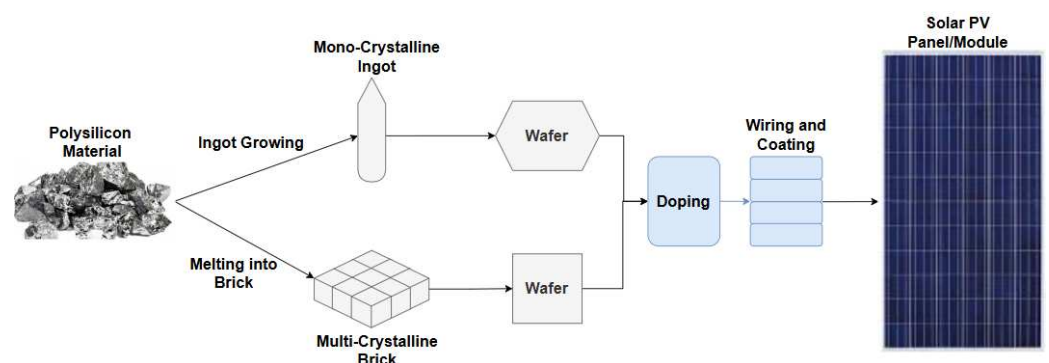 Solar PV
Panel/Module
Mono-Crystalline
Ingot
Polysilicon
Material
Ingot Growing
Wafer
Wiring and
Coating
Doping
Melting into
Brick
Wafer
Multi-Crystalline
Brick